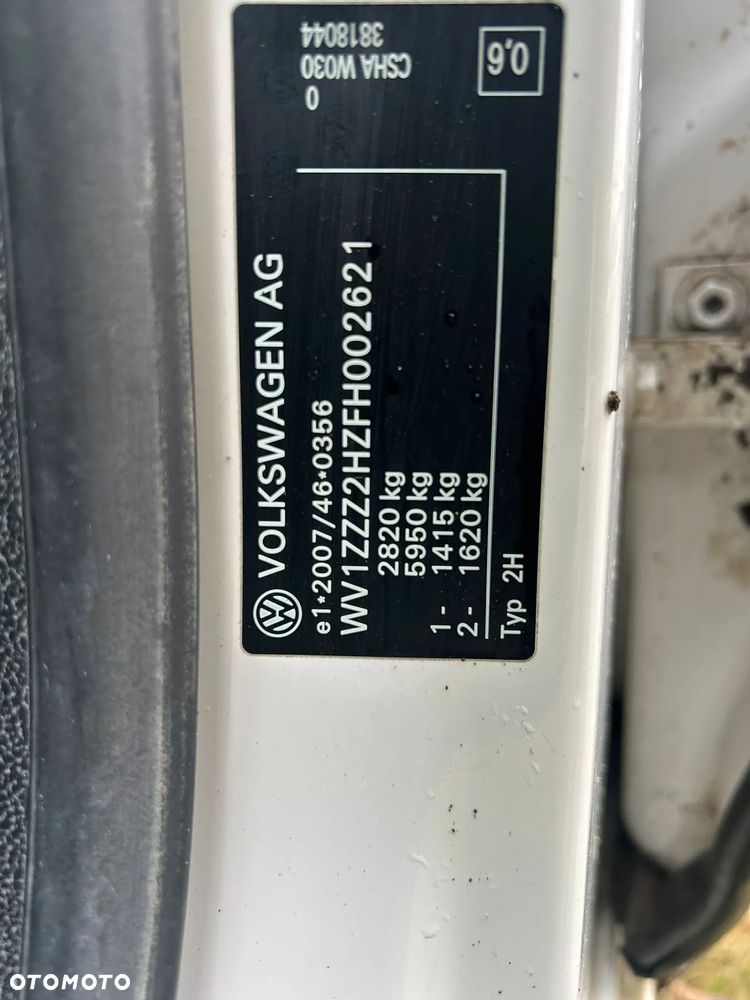 VOLKSWAGEN AG
e1*2007/46*0356
WV1ZZZ2HZFH002621
2820 kg
5950 kg
1- 1415 kg
2- 1620 kg
Typ 2H
0
CSHA W030
3818044
0,6
OTOMOTO